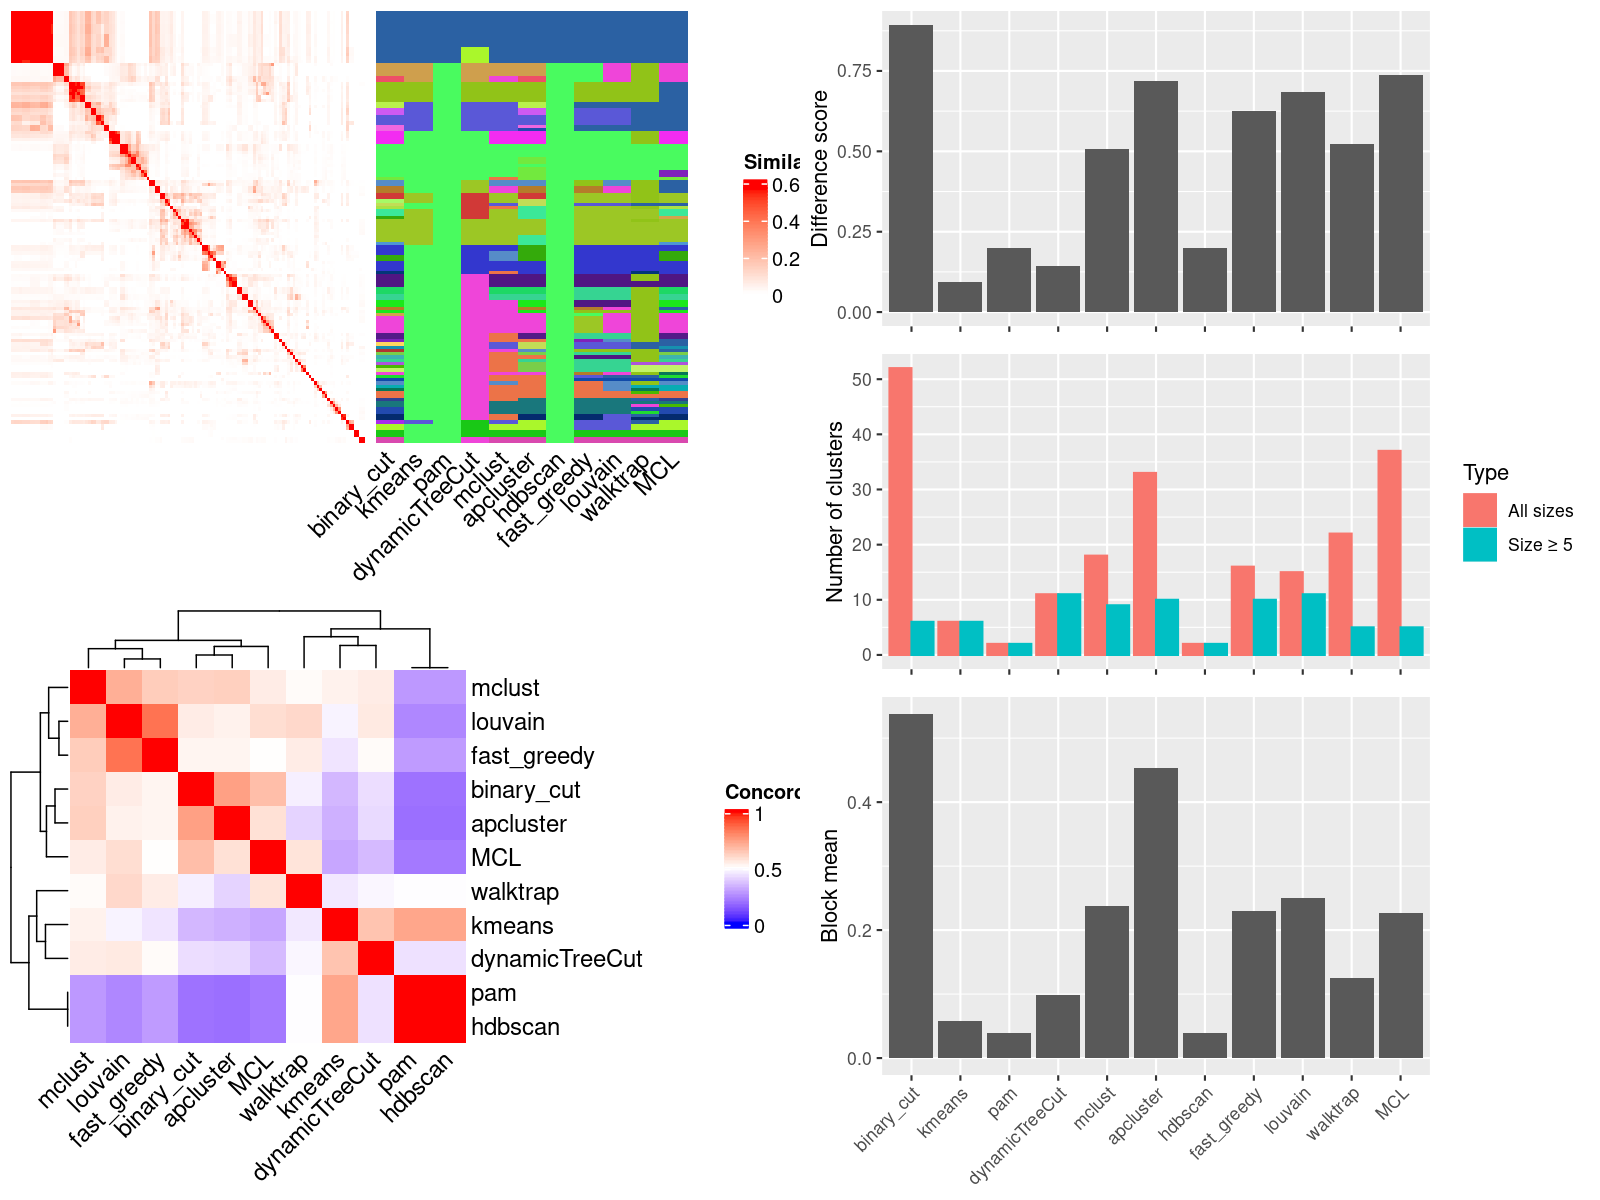 Simila
0.6
0.4
0.2
0
binary_cut
kmeans
pam
dynamicTreeCut
mclust
apcluster
hdbscan
fast_greedy
louvain
walktrap
MCL
mclust
louvain
fast_greedy
binary_cut
apcluster
MCL
walktrap
kmeans
dynamicTreeCut
pam
hdbscan
mclust
louvain
fast_greedy
binary_cut
apcluster
MCL
walktrap
kmeans
dynamicTreeCut
pam
hdbscan
Concord
1
0.5
0
Difference score
0.75
0.50
0.25
0.00
Number of clusters
50
40
30
20
10
0
Type
All sizes
Size ≥ 5
Block mean
0.4
0.2
0.0
binary_cut
kmeans
pam
dynamicTreeCut
mclust
apcluster
hdbscan
fast_greedy
louvain
walktrap
MCL